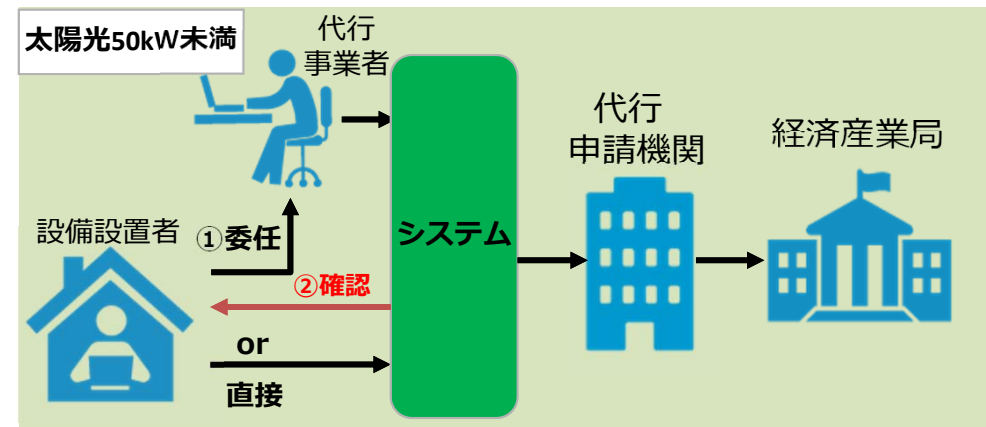 太陽光50kW未満
代行
事業者
代行
申請機関
経済産業局
設備設置者
①委任
システム
②確認
or
直接